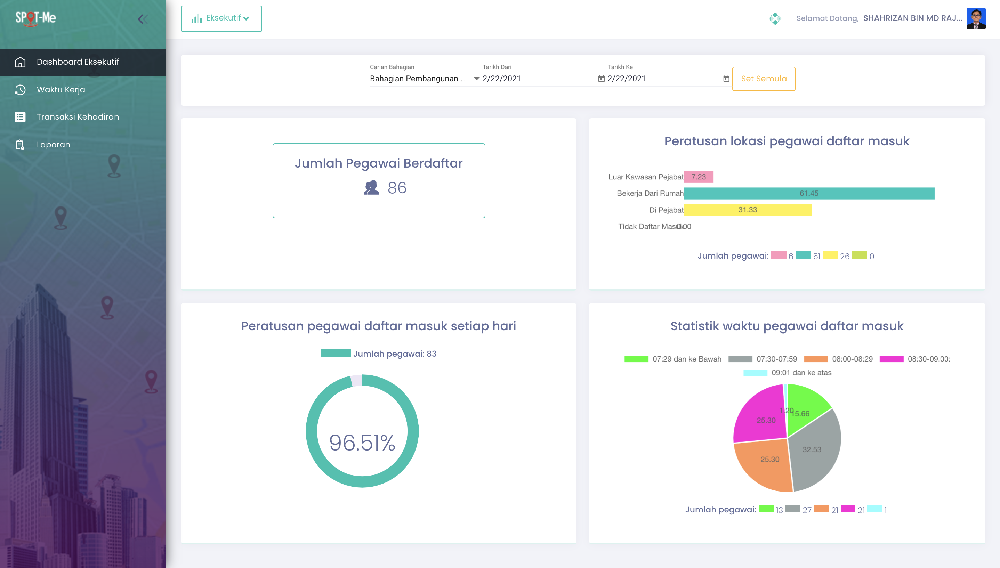 SPOT-Me
Eksekutif
Selamat Datang, SHAHRIZAN BIN MD RAJ...
Dashboard Eksekutif
Waktu Kerja
Transaksi Kehadiran
Laporan
Carian Bahagian
Bahagian Pembangunan ...
Tarikh Dari
2/22/2021
Tarikh Ke
2/22/2021
Set Semula
Jumlah Pegawai Berdaftar
86
Peratusan lokasi pegawai daftar masuk
Luar Kawasan Pejabat 7.23
Bekerja Dari Rumah 61.45
Di Pejabat 31.33
Tidak Daftar Masuk 0.00
Jumlah pegawai: 6 51 26 0
Peratusan pegawai daftar masuk setiap hari
Jumlah pegawai: 83
96.51%
Statistik waktu pegawai daftar masuk
07:29 dan ke Bawah 07:30-07:59 08:00-08:29 08:30-09.00:
09:01 dan ke atas
1.20
15.66
25.30
32.53
25.30
Jumlah pegawai: 13 27 21 21 1